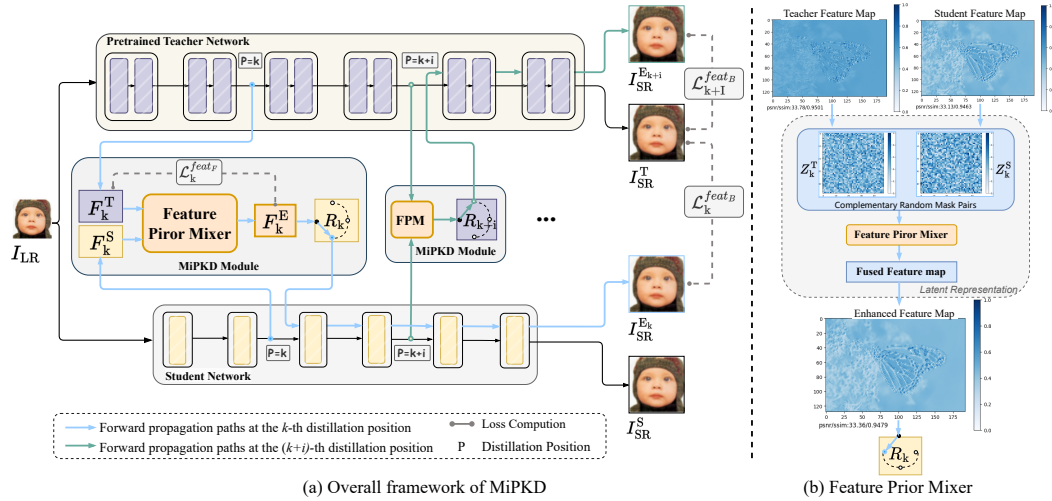 Pretrained Teacher Network
P=k
P=k+i
I_SR^{E_{k+i}}
L_{k+I}^{feat_B}
I_SR^T
L_k^{feat_F}
F_k^T
F_k^S
Feature
Piror Mixer
F_k^E
R_k
MiPKD Module
FPM
R_{k+i}
MiPKD Module
...
L_k^{feat_B}
I_LR
I_SR^{E_k}
P=k
P=k+i
Student Network
I_SR^S
Forward propagation paths at the k-th distillation position
Loss Compution
Forward propagation paths at the (k+i)-th distillation position
P Distillation Position
(a) Overall framework of MiPKD
Teacher Feature Map
Student Feature Map
psnr/ssim:33.78/0.9501
psnr/ssim:33.13/0.9463
Z_k^T
Z_k^S
Complementary Random Mask Pairs
Feature Piror Mixer
Fused Feature map
Latent Representation
Enhanced Feature Map
psnr/ssim:33.36/0.9479
R_k
(b) Feature Prior Mixer